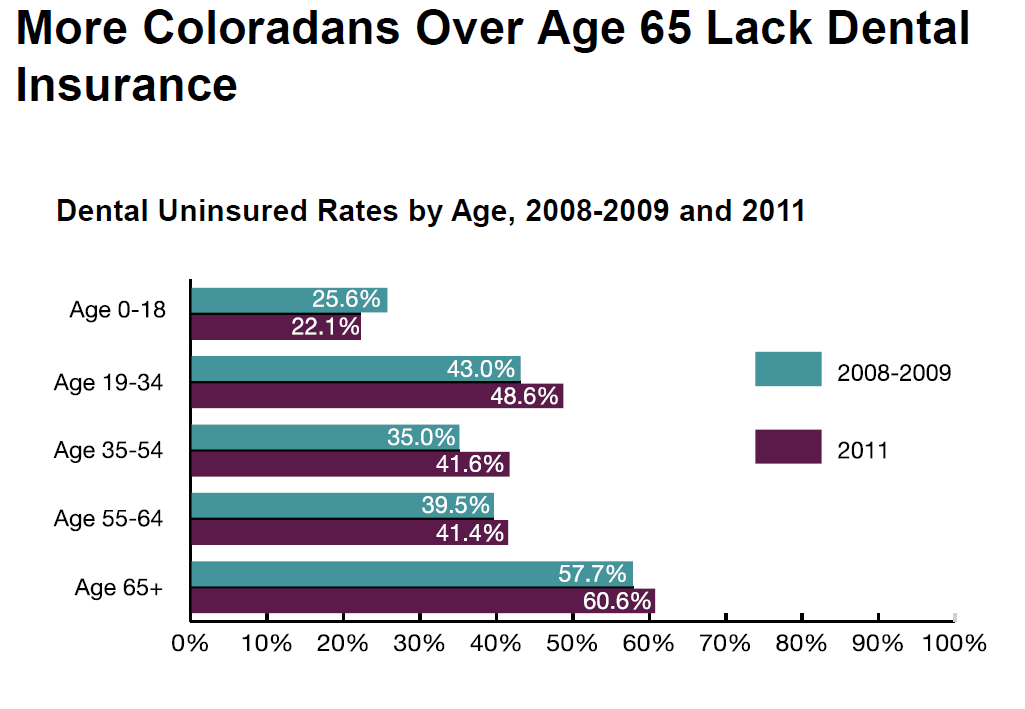 More Coloradans Over Age 65 Lack Dental
Insurance
Dental Uninsured Rates by Age, 2008-2009 and 2011
Age 0-18
25.6%
22.1%
Age 19-34
43.0%
48.6%
Age 35-54
35.0%
41.6%
Age 55-64
39.5%
41.4%
Age 65+
57.7%
60.6%
2008-2009
2011
0% 10% 20% 30% 40% 50% 60% 70% 80% 90% 100%